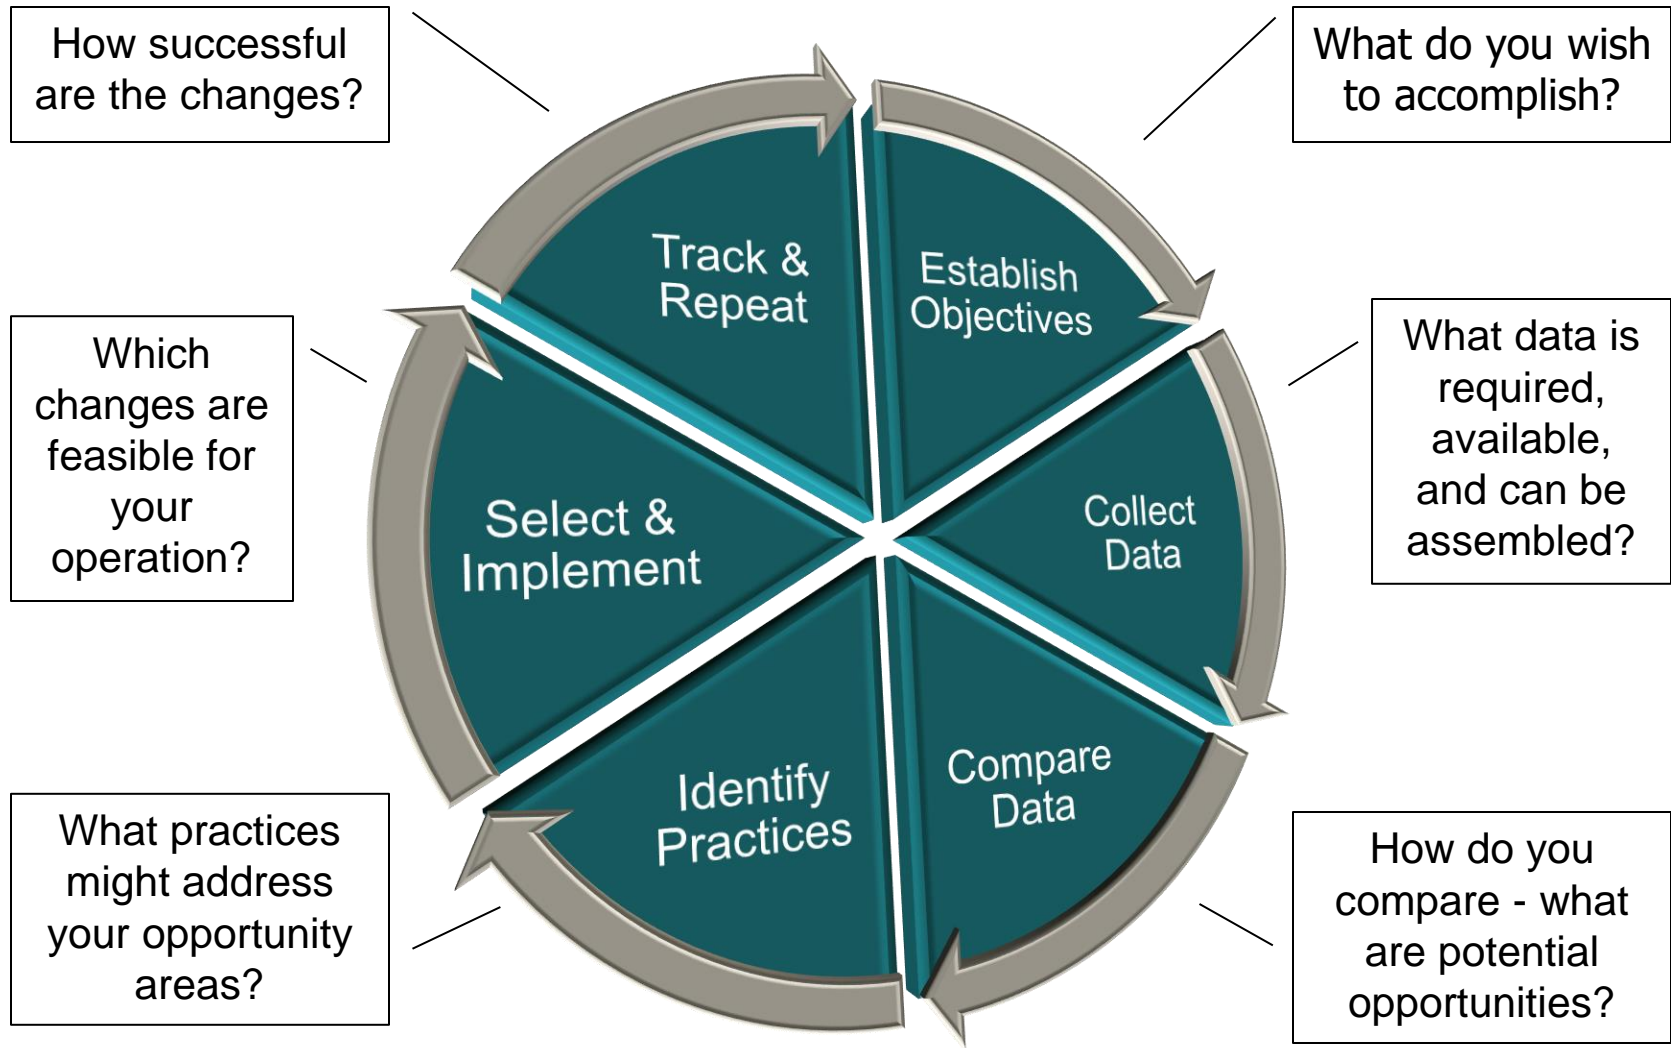 How successful
are the changes?
What do you wish
to accomplish?
Track &
Repeat
Establish
Objectives
Which
changes are
feasible for
your
operation?
What data is
required,
available,
and can be
assembled?
Select &
Implement
Collect
Data
Identify
Practices
Compare
Data
What practices
might address
your opportunity
areas?
How do you
compare - what
are potential
opportunities?